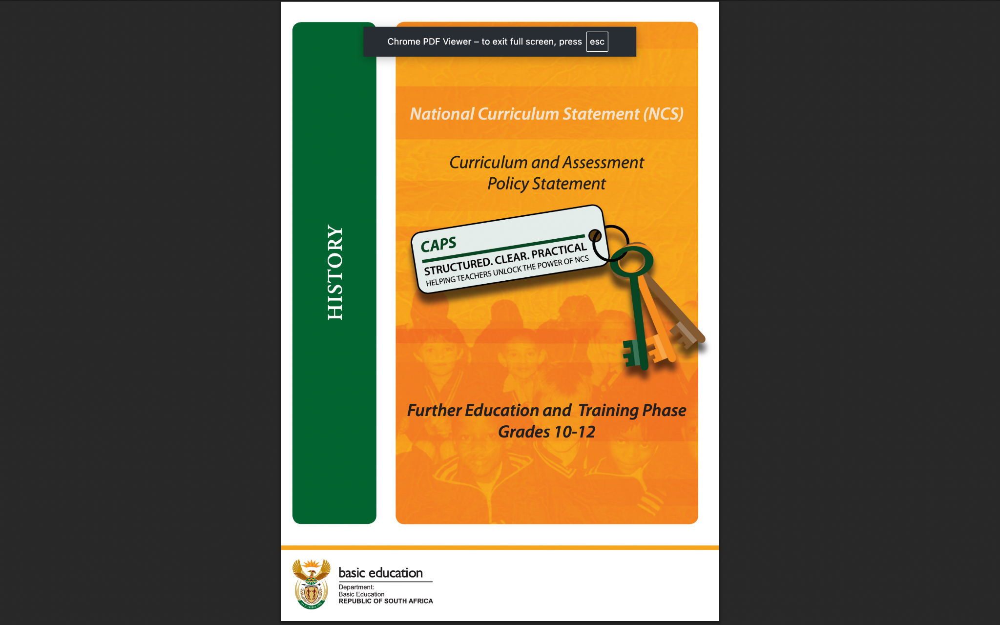 Chrome PDF Viewer – to exit full screen, press esc
HISTORY
National Curriculum Statement (NCS)
Curriculum and Assessment
Policy Statement
CAPS
STRUCTURED. CLEAR. PRACTICAL
HELPING TEACHERS UNLOCK THE POWER OF NCS
Further Education and Training Phase
Grades 10-12
basic education
Department:
Basic Education
REPUBLIC OF SOUTH AFRICA